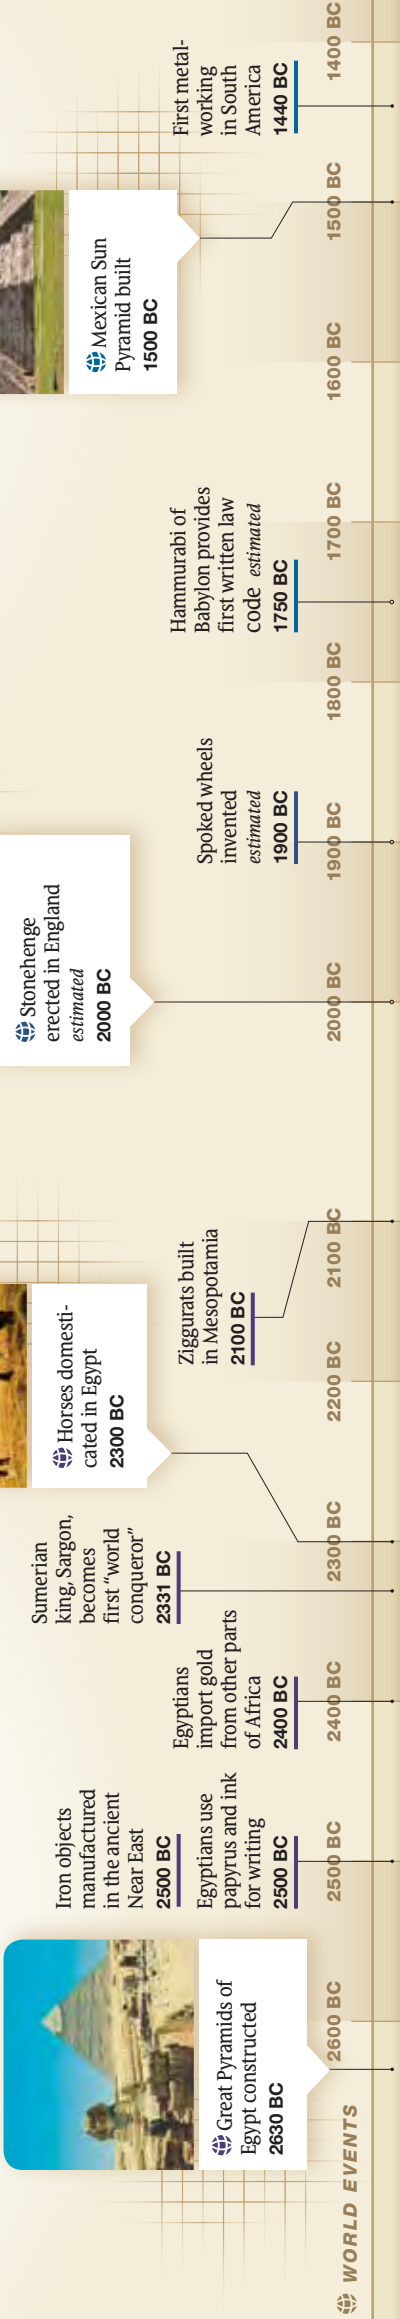 WORLD EVENTS
Great Pyramids of
Egypt constructed
2630 BC
2600 BC
Iron objects
manufactured
in the ancient
Near East
2500 BC
Egyptians use
papyrus and ink
for writing
2500 BC
2500 BC
Egyptians
import gold
from other parts
of Africa
2400 BC
2400 BC
Sumerian
king, Sargon,
becomes
first “world
conqueror”
2331 BC
Horses domesti-
cated in Egypt
2300 BC
2300 BC
2200 BC
Ziggurats built
in Mesopotamia
2100 BC
2100 BC
Stonehenge
erected in England
estimated
2000 BC
2000 BC
Spoked wheels
invented
estimated
1900 BC
1900 BC
1800 BC
Hammurabi of
Babylon provides
first written law
code estimated
1750 BC
1700 BC
1600 BC
Mexican Sun
Pyramid built
1500 BC
1500 BC
First metal-
working
in South
America
1440 BC
1400 BC